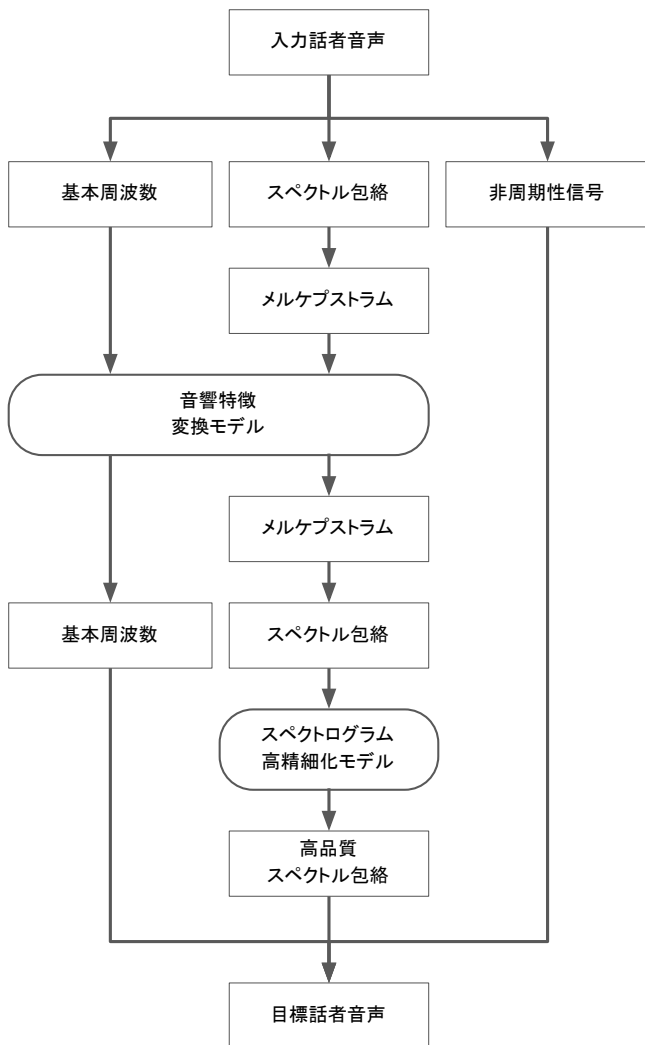 入力話者音声
基本周波数
スペクトル包絡
非周期性信号
メルケプストラム
音響特徴
変換モデル
メルケプストラム
基本周波数
スペクトル包絡
スペクトログラム
高精細化モデル
高品質
スペクトル包絡
目標話者音声